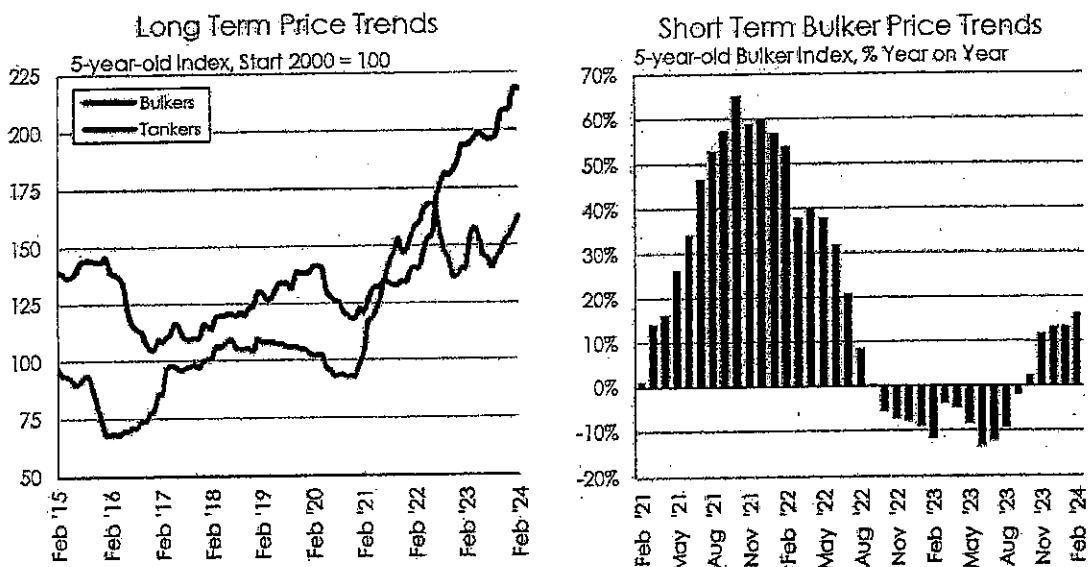 Long Term Price Trends
5-year-old Index, Start 2000 = 100
225
200
175
150
125
100
75
50
Bulkers
Tankers
Feb '15
Feb '16
Feb '17
Feb '18
Feb '19
Feb '20
Feb '21
Feb '22
Feb '23
Feb '24
Short Term Bulker Price Trends
5-year-old Bulker Index, % Year on Year
70%
60%
50%
40%
30%
20%
10%
0%
-10%
-20%
Feb '21
May '21
Aug '21
Nov '21
Feb '22
May '22
Aug '22
Nov '22
Feb '23
May '23
Aug '23
Nov '23
Feb '24